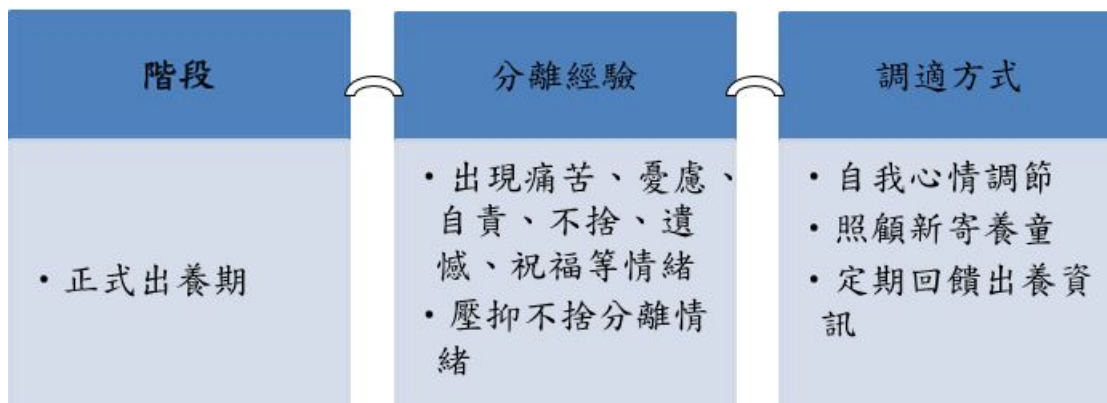 階段
分離經驗
調適方式
・正式出養期
・出現痛苦、憂慮、
自責、不捨、遺
憾、祝福等情緒
・壓抑不捨分離情
緒
・自我心情調節
・照顧新寄養童
・定期回饋出養資
訊